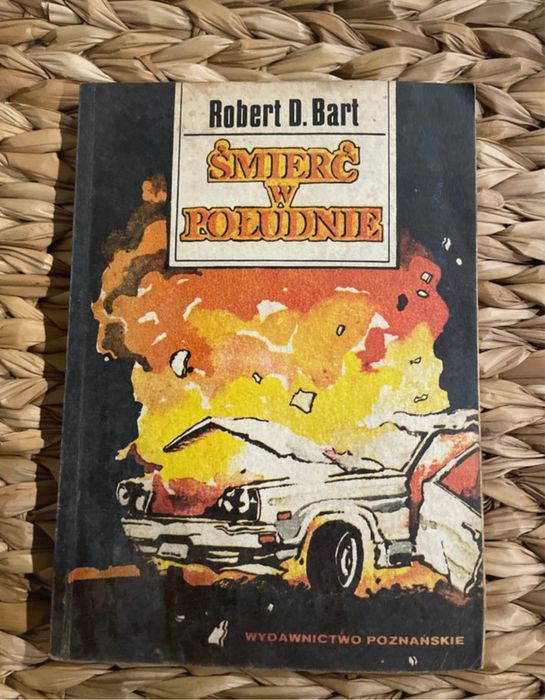 Robert D. Bart
ŚMIERĆ
W
POŁUDNIE
WYDAWNICTWO POZNAŃSKIE